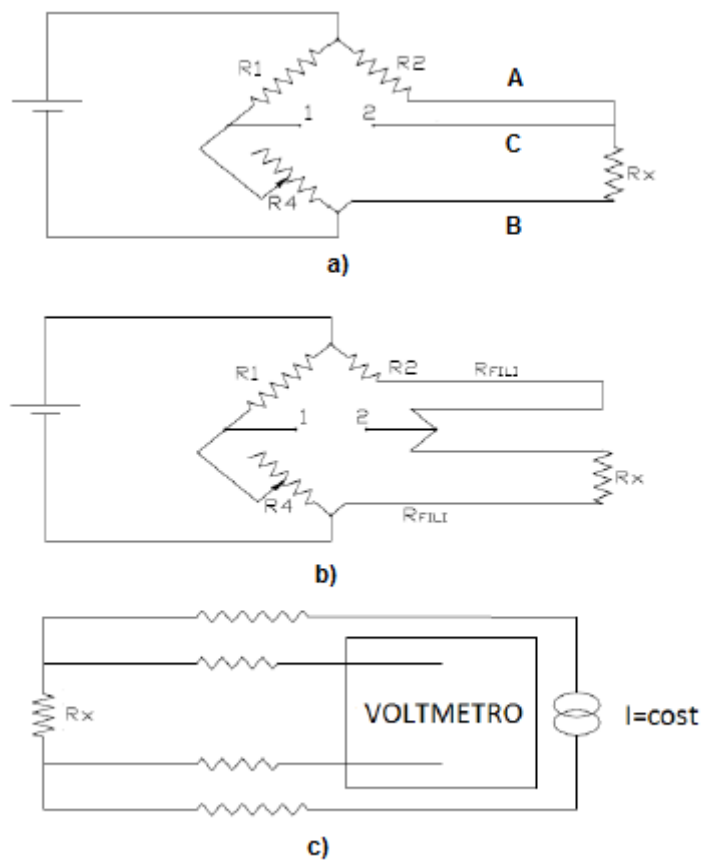 R1
R2
A
1
2
C
Rx
R4
B
a)
R1
R2
RFILI
1
2
R4
Rx
RFILI
b)
Rx
VOLTMETRO
I=cost
c)